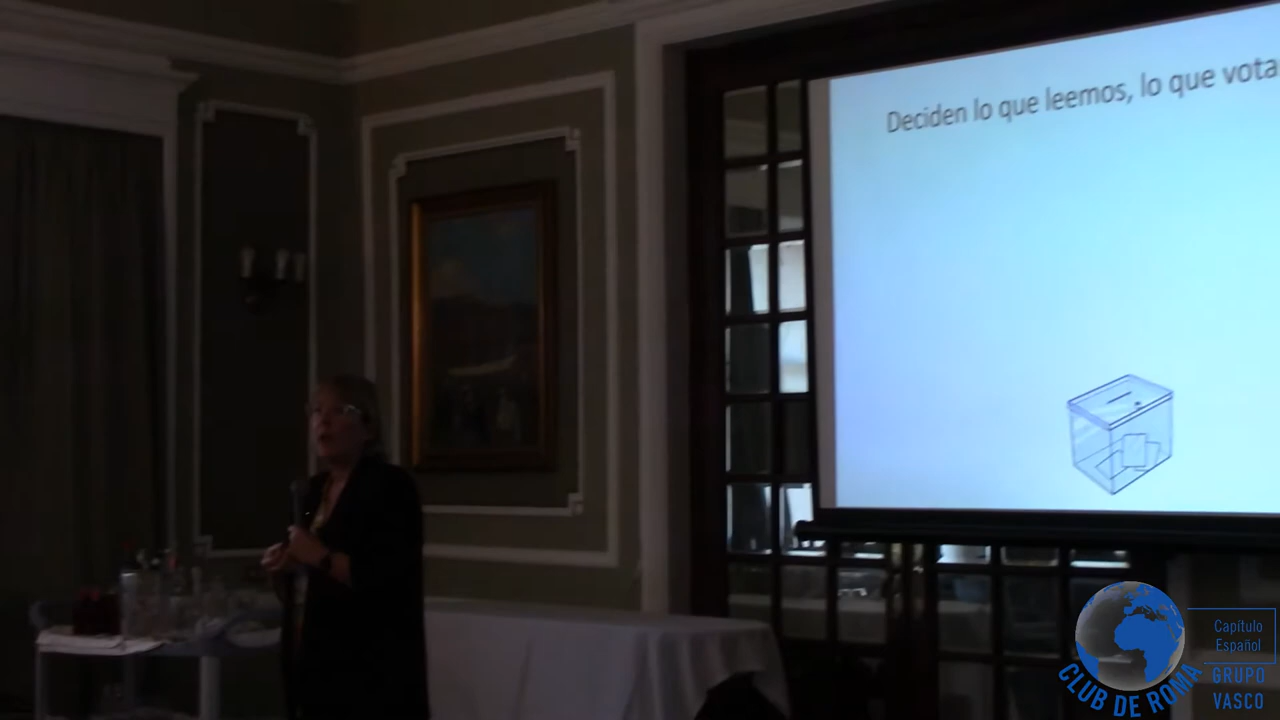 Deciden lo que leemos, lo que vota
Capítulo
Español
GRUPO
VASCO
CLUB DE ROMA